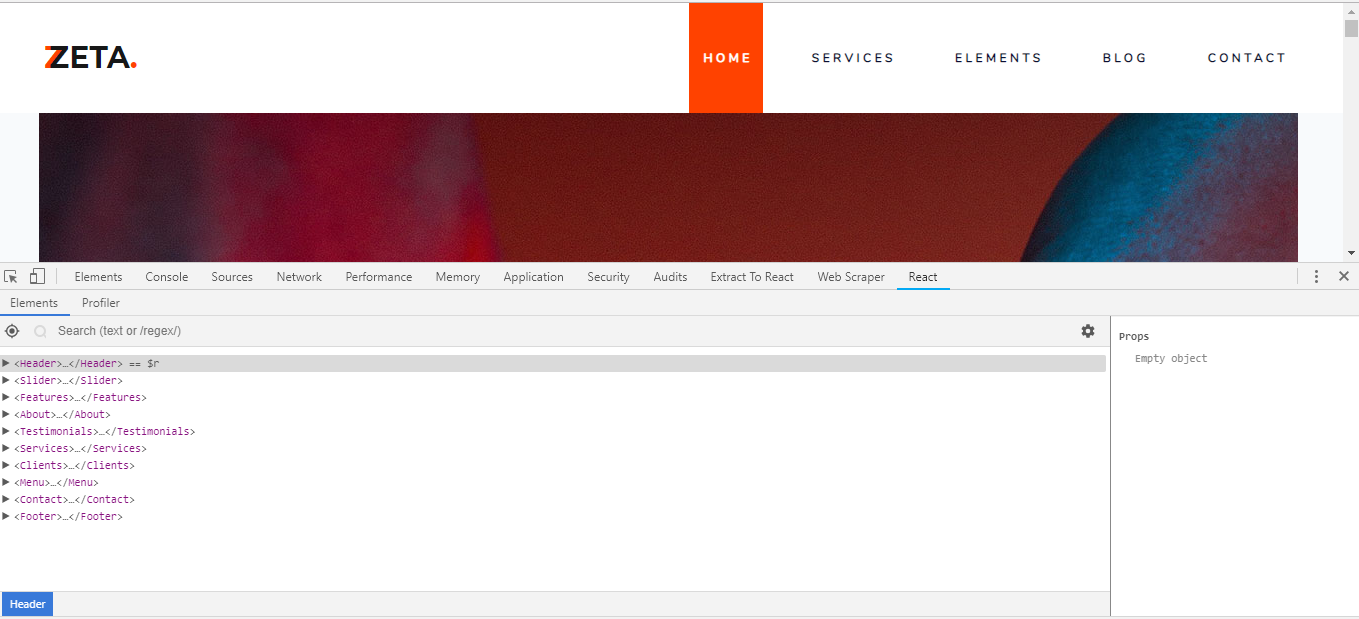 ZETA.
HOME SERVICES ELEMENTS BLOG CONTACT
Elements Console Sources Network Performance Memory Application Security Audits Extract To React Web Scraper React
Elements Profiler
Search (text or /regex/)
<Header>…</Header> == $r
<Slider>…</Slider>
<Features>…</Features>
<About>…</About>
<Testimonials>…</Testimonials>
<Services>…</Services>
<Clients>…</Clients>
<Menu>…</Menu>
<Contact>…</Contact>
<Footer>…</Footer>
Header
Props
Empty object